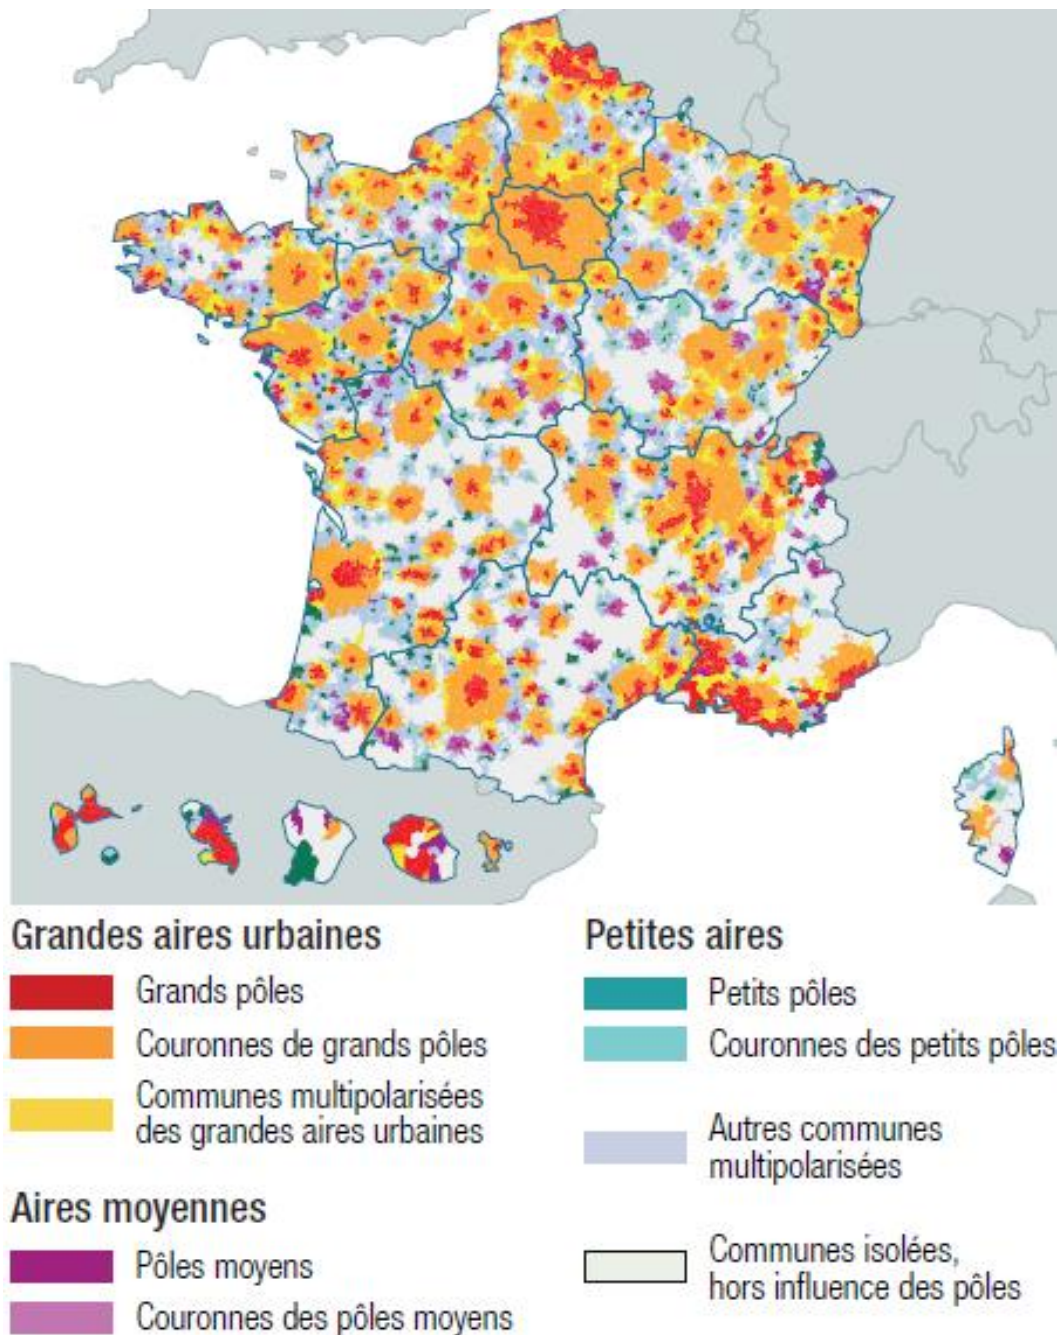 Grandes aires urbaines
Grands pôles
Couronnes de grands pôles
Communes multipolarisées
des grandes aires urbaines
Aires moyennes
Pôles moyens
Couronnes des pôles moyens
Petites aires
Petits pôles
Couronnes des petits pôles
Autres communes
multipolarisées
Communes isolées,
hors influence des pôles